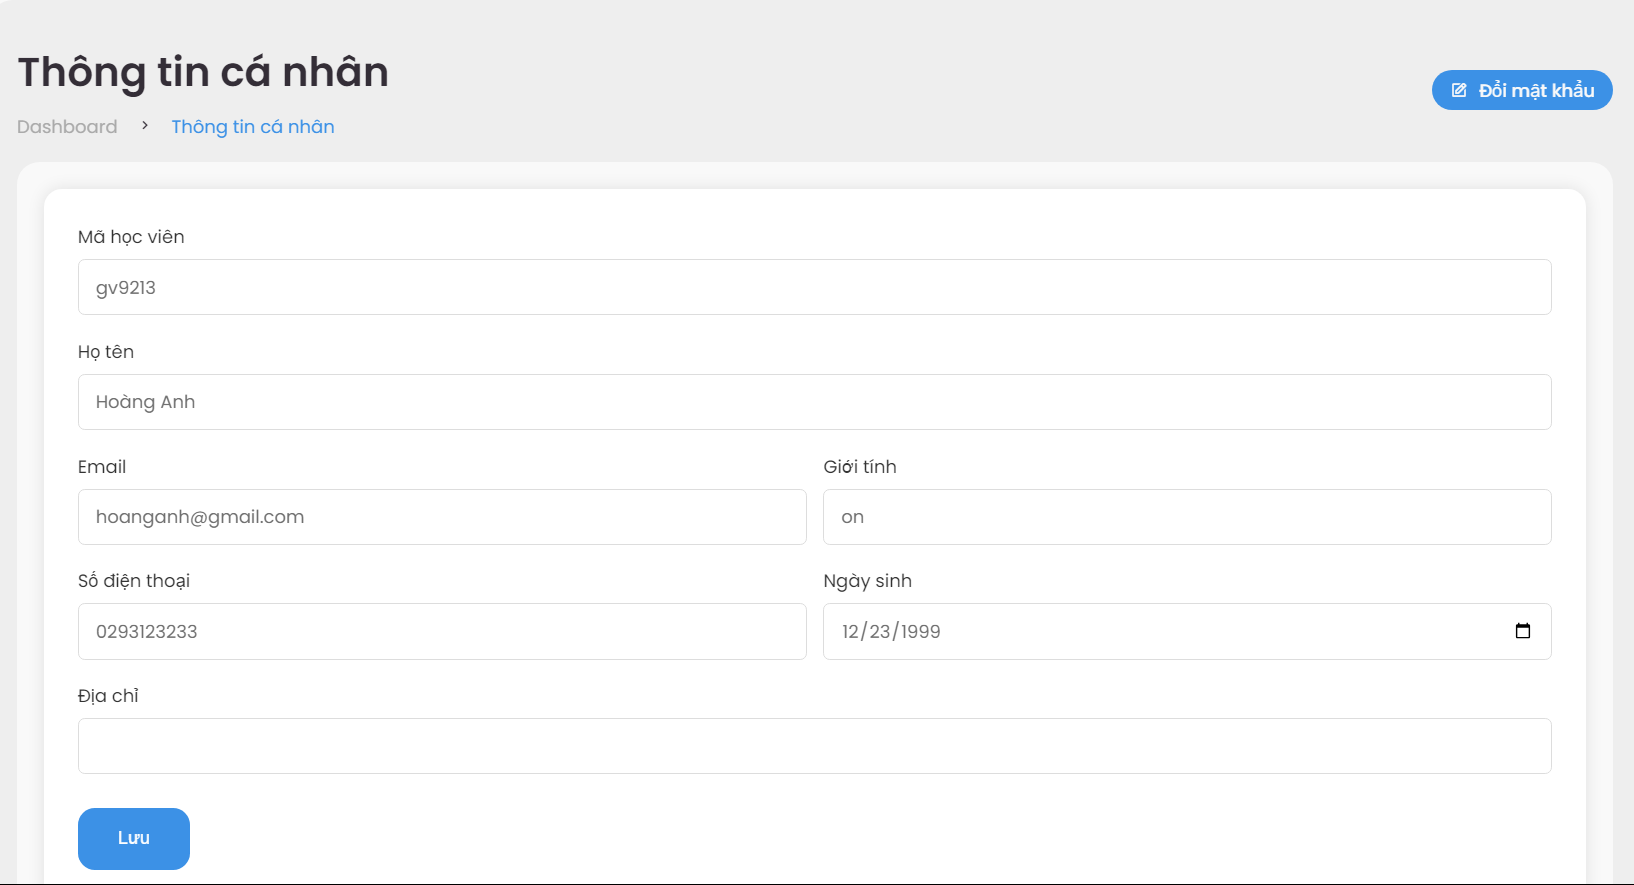 Thông tin cá nhân
Đổi mật khẩu
Dashboard > Thông tin cá nhân
Mã học viên
gv9213
Họ tên
Hoàng Anh
Email
Giới tính
hoanganh@gmail.com
on
Số điện thoại
Ngày sinh
0293123233
12/23/1999
Địa chỉ
Lưu